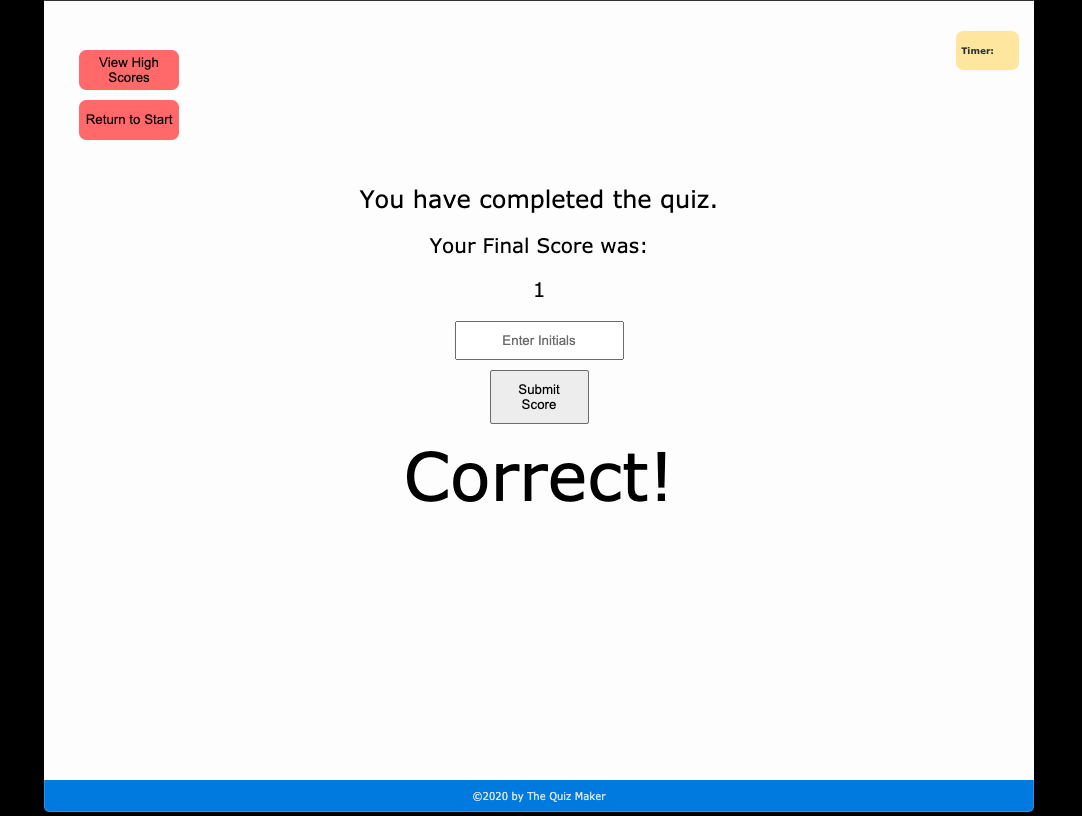 View High
Scores
Return to Start
Timer:
You have completed the quiz.
Your Final Score was:
1
Enter Initials
Submit
Score
Correct!
©2020 by The Quiz Maker